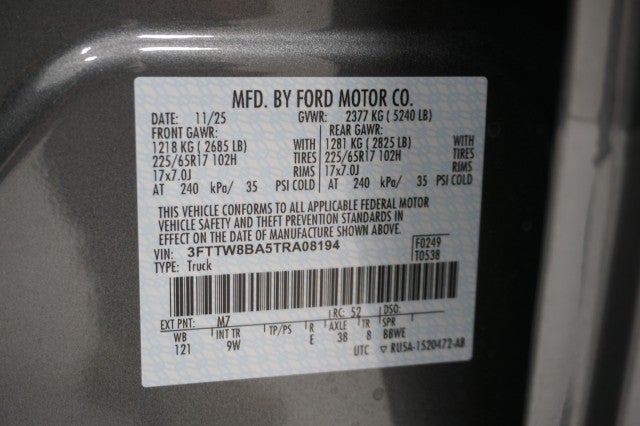 MFD. BY FORD MOTOR CO.
DATE: 11/25 GVWR: 2377 KG ( 5240 LB)
FRONT GAWR: REAR GAWR:
1218 KG ( 2685 LB) WITH 1281 KG ( 2825 LB) WITH
225/65R17 102H TIRES 225/65R17 102H TIRES
17x7.0J RIMS 17x7.0J RIMS
AT 240 kPa/ 35 PSI COLD AT 240 kPa/ 35 PSI COLD
THIS VEHICLE CONFORMS TO ALL APPLICABLE FEDERAL MOTOR
VEHICLE SAFETY AND THEFT PREVENTION STANDARDS IN
EFFECT ON THE DATE OF MANUFACTURE SHOWN ABOVE.
VIN: 3FTTW8BA5TRA08194 F0249
TYPE: Truck T0538
EXT PNT: M7 RC: 52 DSO:
WB INT TR TP/PS R AXLE TR SPR
121 9W E 38 8 BBWE
UTC ▽ RU5A-1520472-AB